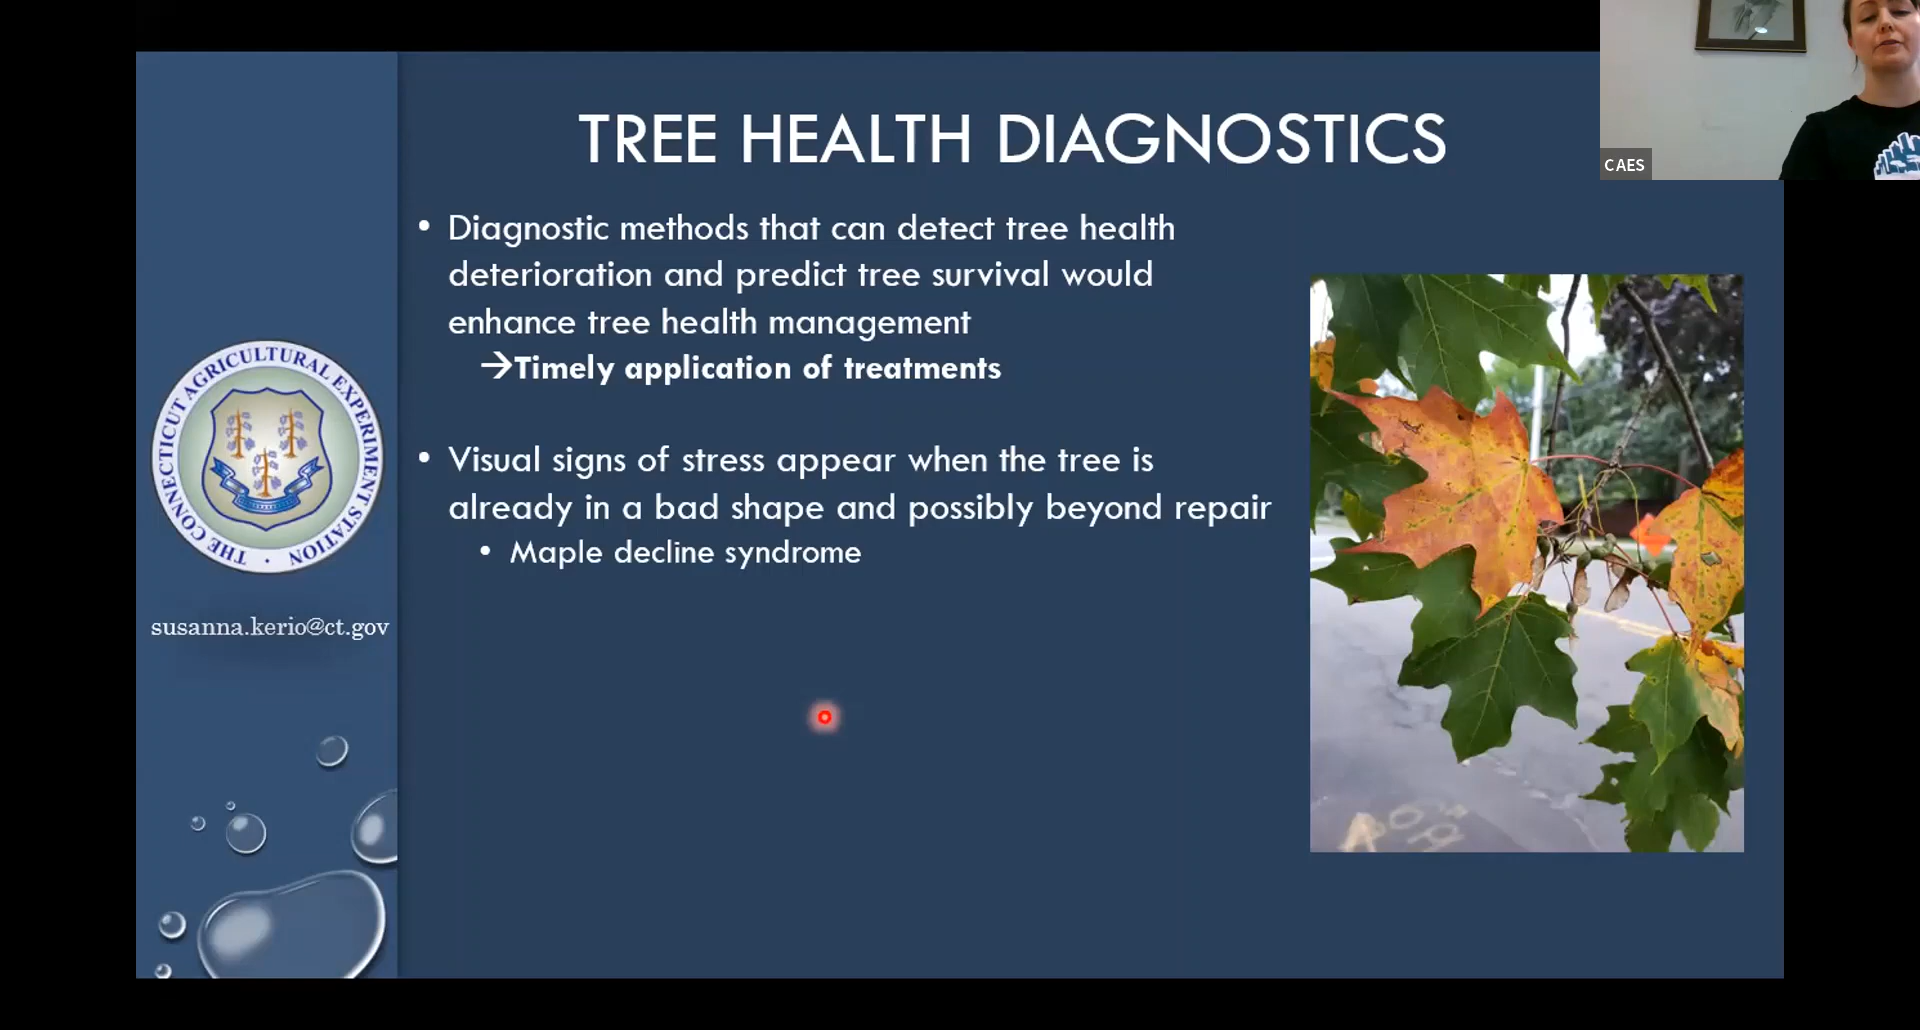 TREE HEALTH DIAGNOSTICS
CAES
• Diagnostic methods that can detect tree health
deterioration and predict tree survival would
enhance tree health management
→Timely application of treatments
• Visual signs of stress appear when the tree is
already in a bad shape and possibly beyond repair
• Maple decline syndrome
THE CONNECTICUT AGRICULTURAL EXPERIMENT STATION •
susanna.kerio@ct.gov